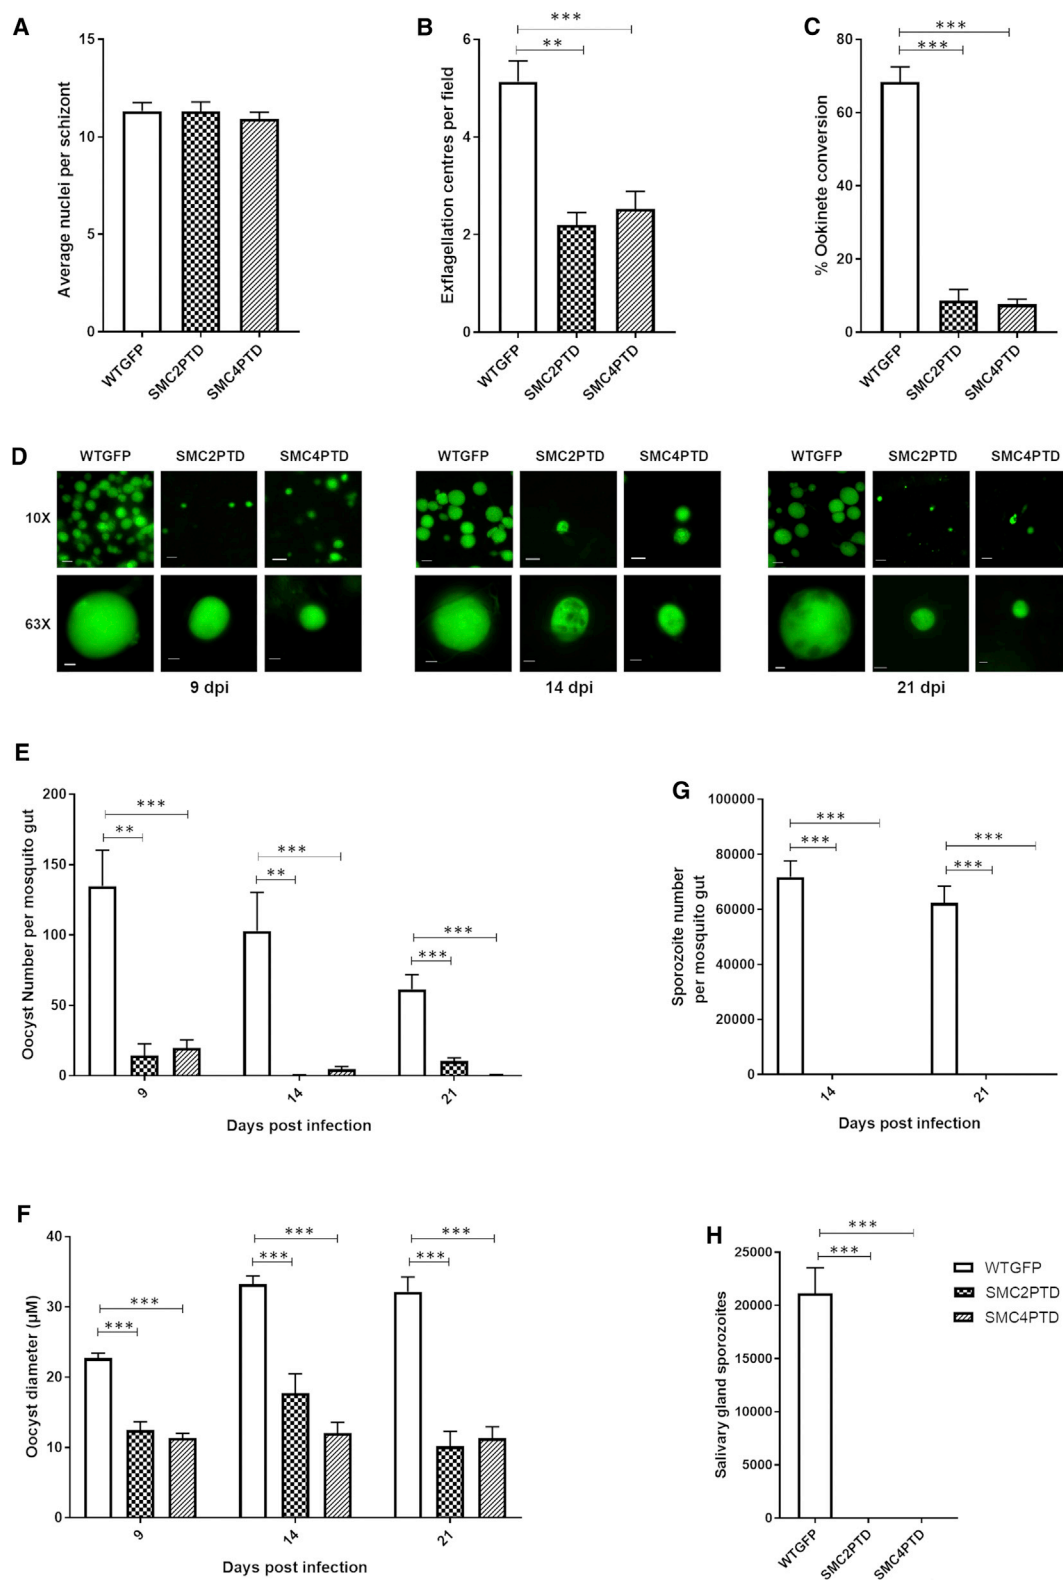 A
Average nuclei per schizont
15
10
5
0
WTGFP
SMC2PTD
SMC4PTD
B
Exflagellation centres per field
6
4
2
0
***
**
WTGFP
SMC2PTD
SMC4PTD
C
% Ookinete conversion
80
60
40
20
0
***
***
WTGFP
SMC2PTD
SMC4PTD
D
WTGFP SMC2PTD SMC4PTD
WTGFP SMC2PTD SMC4PTD
WTGFP SMC2PTD SMC4PTD
10X
63X
9 dpi
14 dpi
21 dpi
E
Oocyst Number per mosquito gut
200
150
100
50
0
***
**
***
**
***
***
9
14
21
Days post infection
G
Sporozoite number
per mosquito gut
100000
80000
60000
40000
20000
0
***
***
***
***
14
21
Days post infection
F
Oocyst diameter (µM)
40
30
20
10
0
***
***
***
***
***
***
9
14
21
Days post infection
H
Salivary gland sporozoites
25000
20000
15000
10000
5000
0
***
***
WTGFP
SMC2PTD
SMC4PTD
WTGFP
SMC2PTD
SMC4PTD